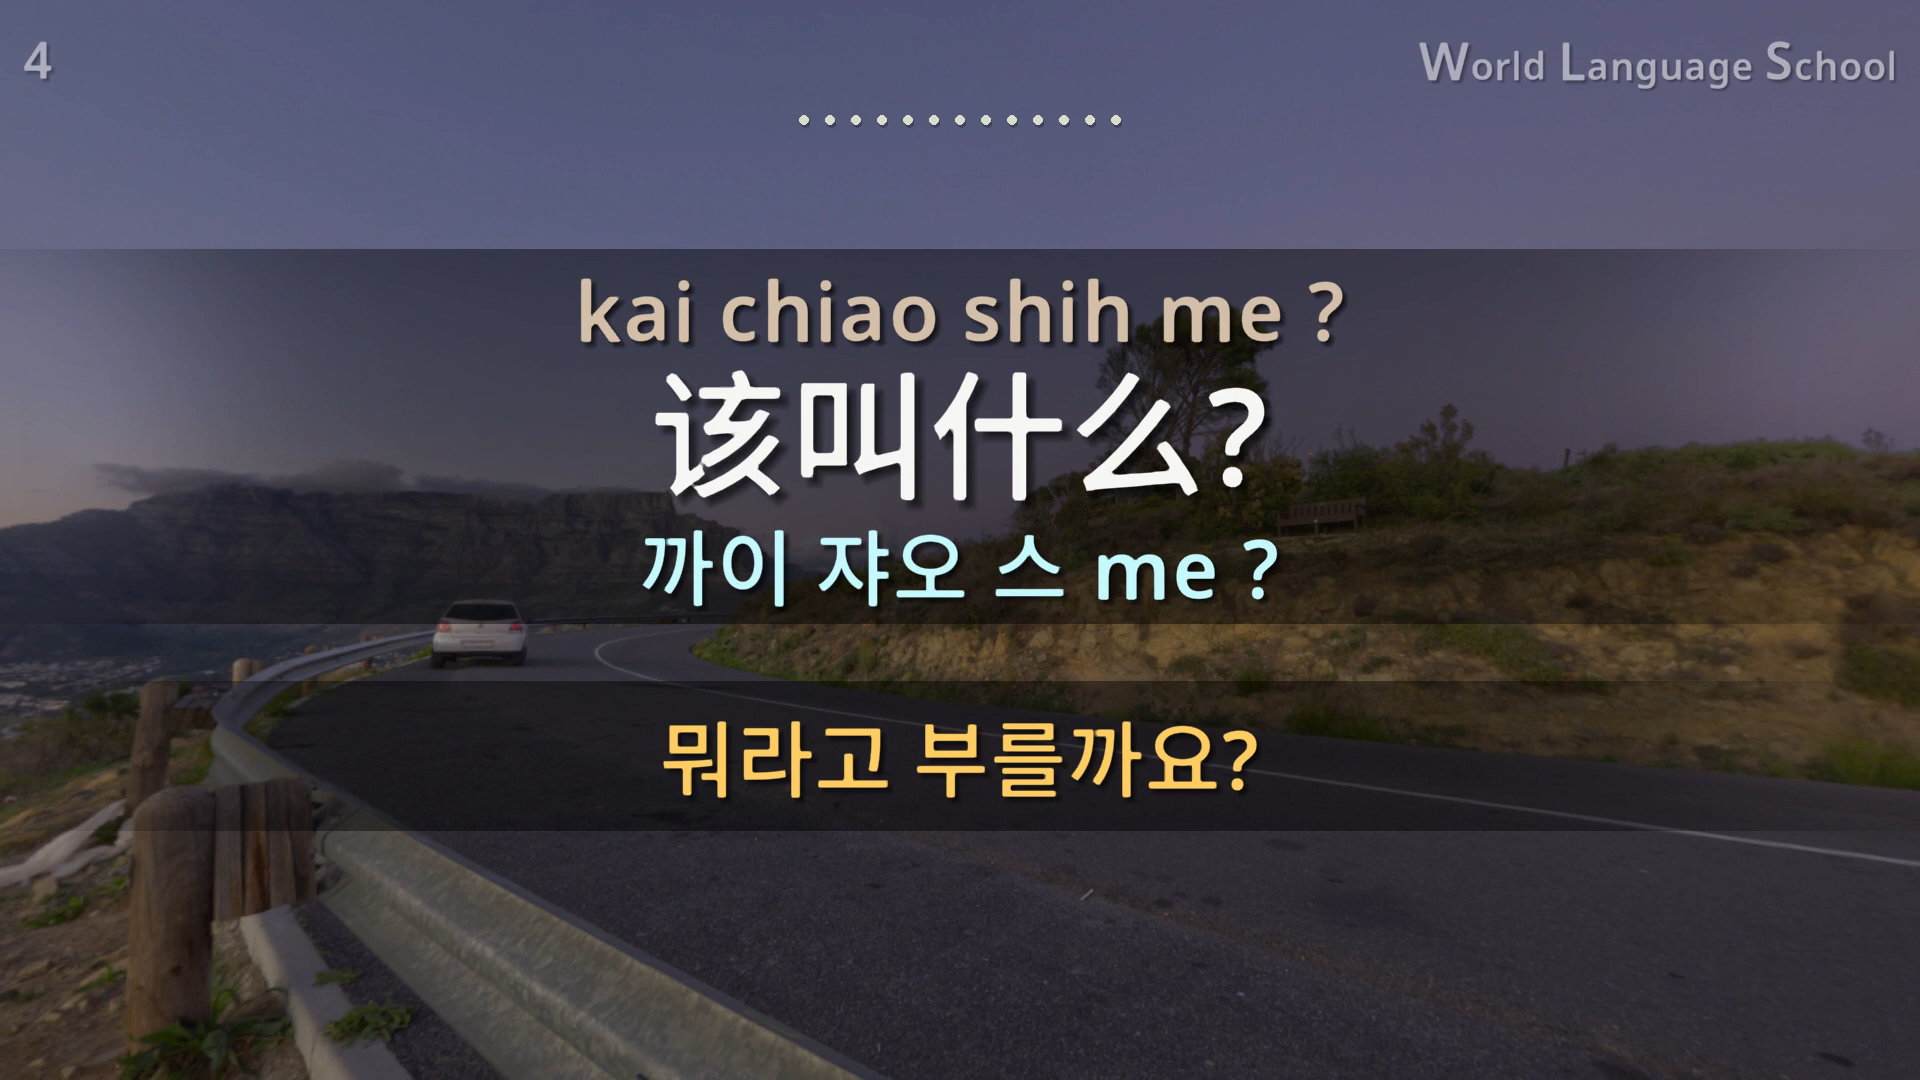 4
World Language School
kai chiao shih me ?
该叫什么?
까이 쟈오 스 me ?
뭐라고 부를까요?